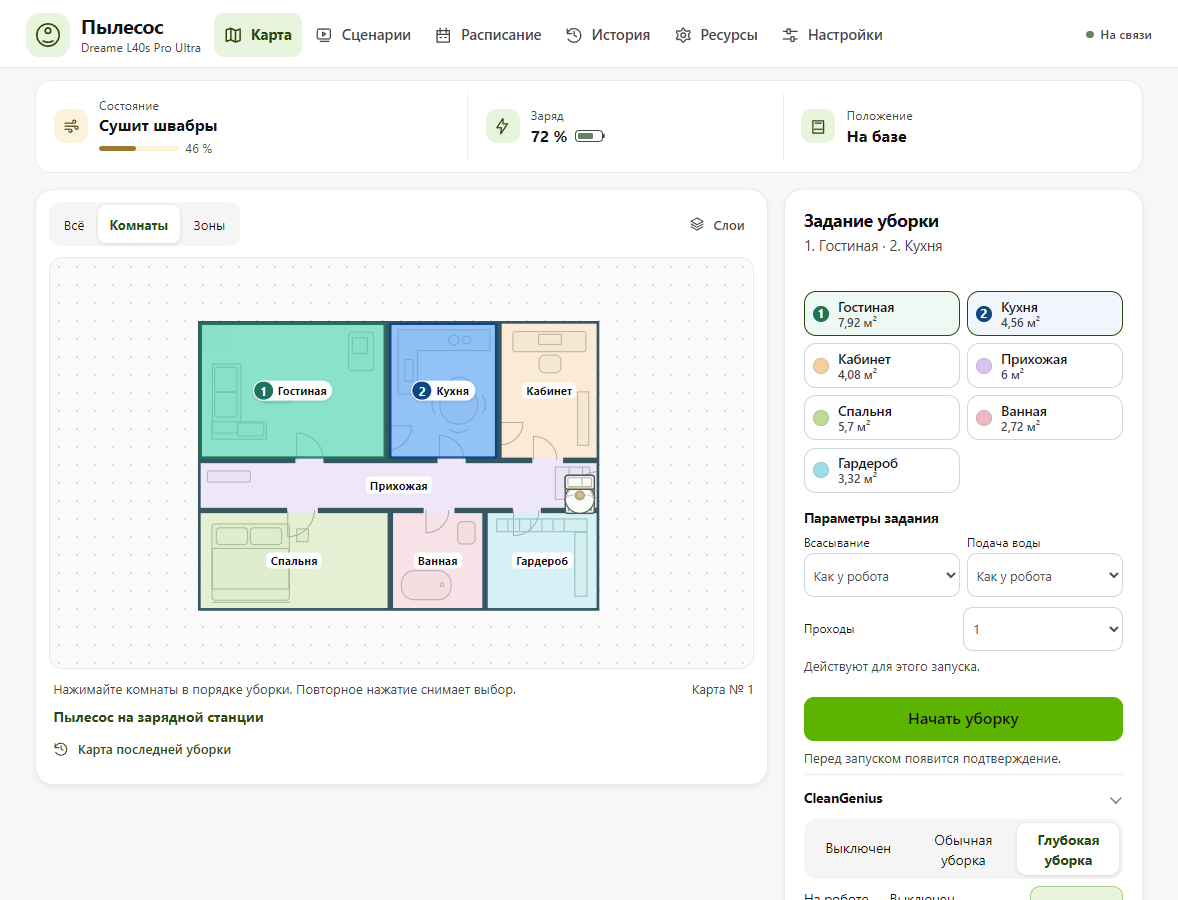 Пылесос
Dreame L40s Pro Ultra
Карта
Сценарии
Расписание
История
Ресурсы
Настройки
На связи
Состояние
Сушит швабры
46 %
Заряд
72 %
Положение
На базе
Всё
Комнаты
Зоны
Слои
1 Гостиная
2 Кухня
Кабинет
Прихожая
Спальня
Ванная
Гардероб
Нажимайте комнаты в порядке уборки. Повторное нажатие снимает выбор.
Карта № 1
Пылесос на зарядной станции
Карта последней уборки
Задание уборки
1. Гостиная · 2. Кухня
1 Гостиная
7,92 м²
2 Кухня
4,56 м²
Кабинет
4,08 м²
Прихожая
6 м²
Спальня
5,7 м²
Ванная
2,72 м²
Гардероб
3,32 м²
Параметры задания
Всасывание
Подача воды
Как у робота
Как у робота
Проходы
1
Действуют для этого запуска.
Начать уборку
Перед запуском появится подтверждение.
CleanGenius
Выключен
Обычная
уборка
Глубокая
уборка
На роботе Выключен